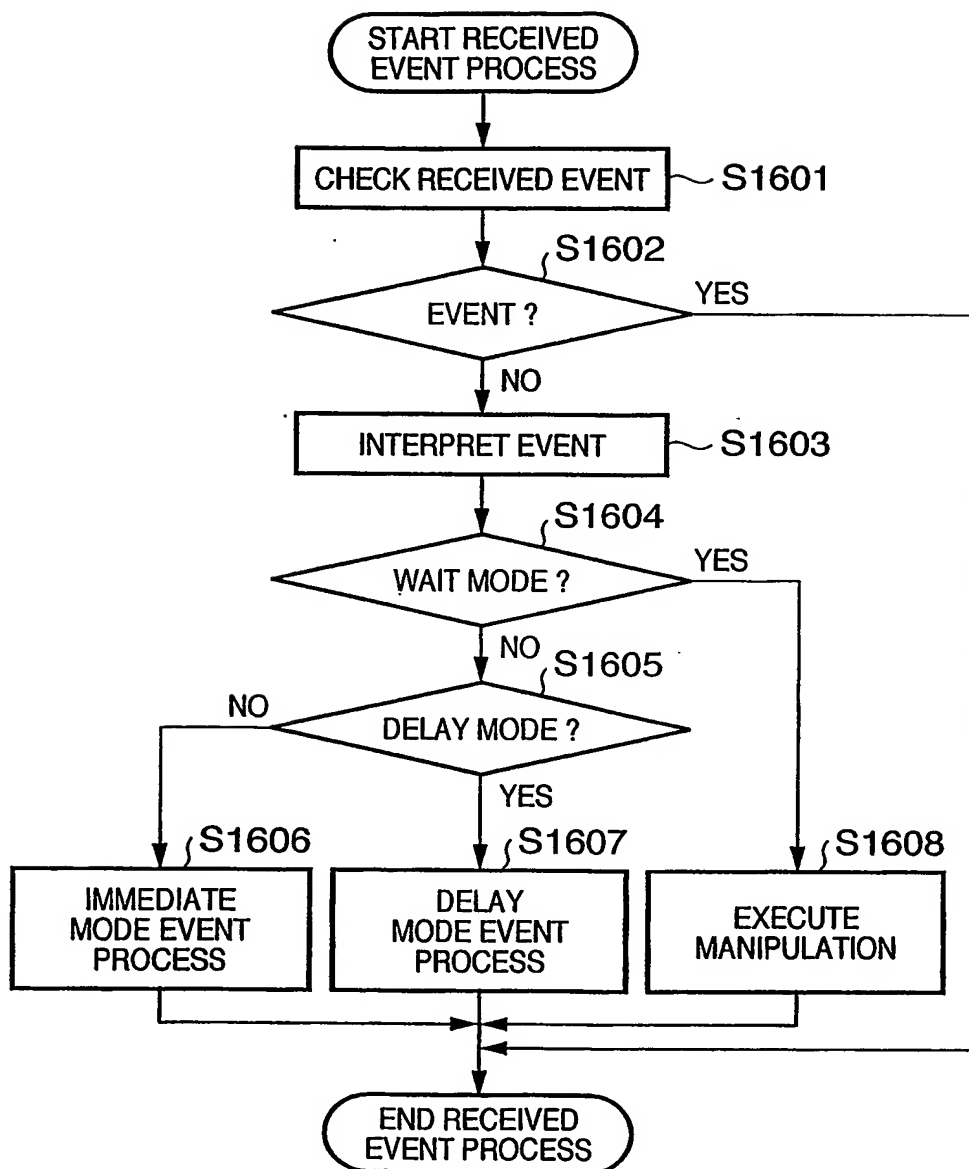 START RECEIVED
EVENT PROCESS
CHECK RECEIVED EVENT
S1601
S1602
EVENT ?
YES
NO
INTERPRET EVENT
S1603
S1604
WAIT MODE ?
YES
NO
S1605
DELAY MODE ?
NO
YES
S1606
IMMEDIATE
MODE EVENT
PROCESS
S1607
DELAY
MODE EVENT
PROCESS
S1608
EXECUTE
MANIPULATION
END RECEIVED
EVENT PROCESS